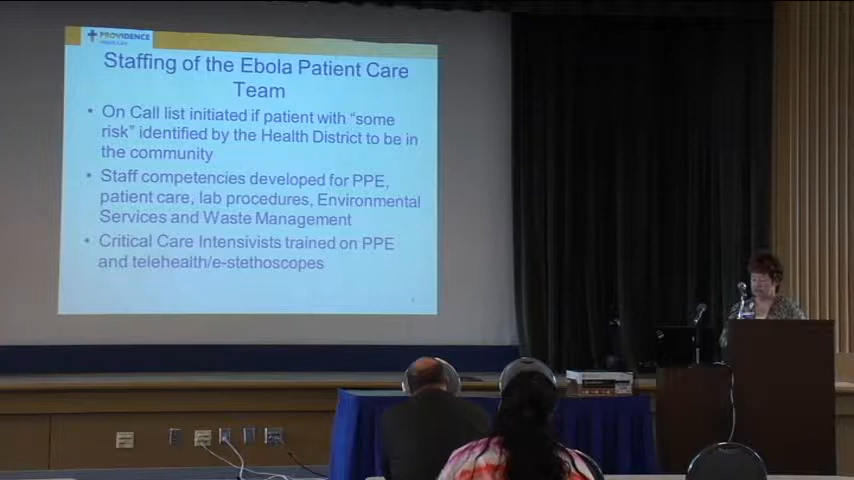 PROVIDENCE
Staffing of the Ebola Patient Care
Team
• On Call list initiated if patient with "some
risk" identified by the Health District to be in
the community
• Staff competencies developed for PPE,
patient care, lab procedures, Environmental
Services and Waste Management
• Critical Care Intensivists trained on PPE
and telehealth/e-stethoscopes